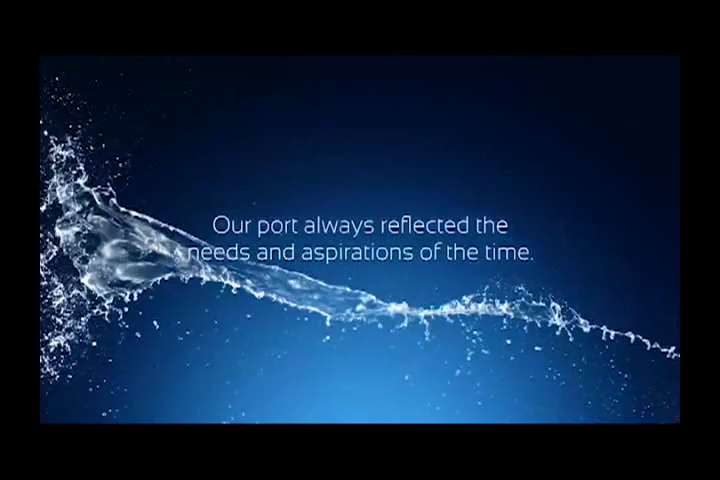 Our port always reflected the
needs and aspirations of the time.